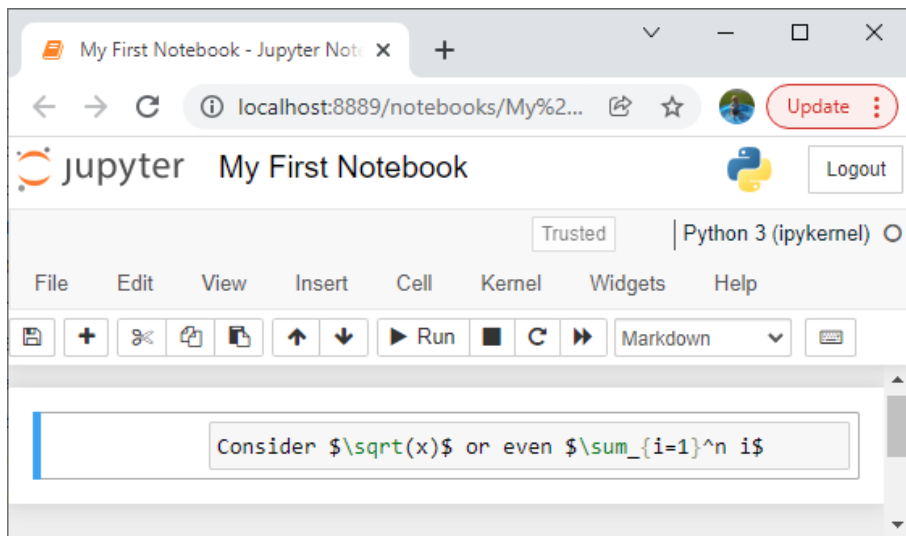 My First Notebook - Jupyter Note
localhost:8889/notebooks/My%2...
Update
jupyter My First Notebook
Logout
Trusted
Python 3 (ipykernel)
File Edit View Insert Cell Kernel Widgets Help
Run
Markdown
Consider $\sqrt(x)$ or even $\sum_{i=1}^n i$